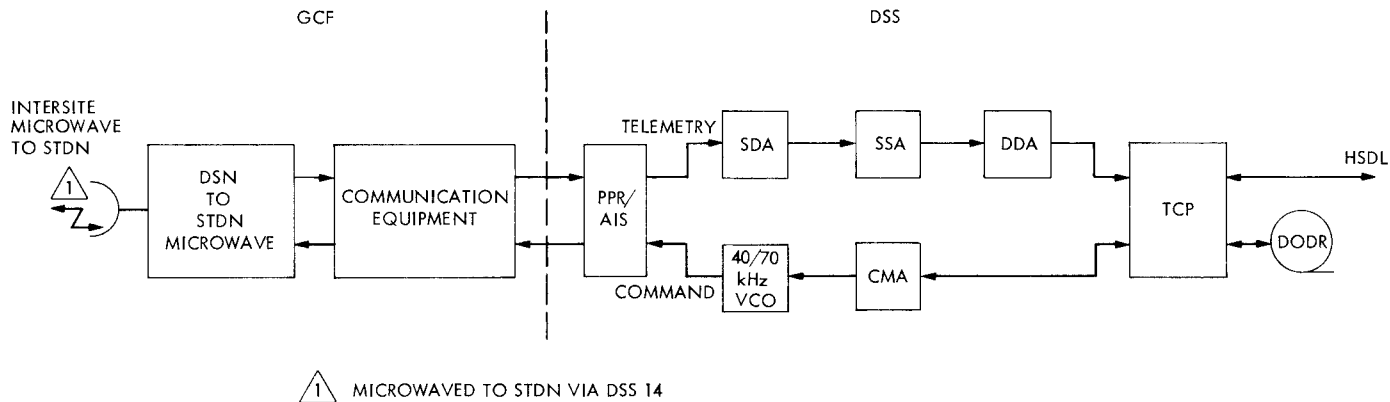 GCF
DSS
INTERSITE
MICROWAVE
TO STDN
1
DSN
TO
STDN
MICROWAVE
COMMUNICATION
EQUIPMENT
PPR/
AIS
TELEMETRY
SDA
SSA
DDA
TCP
HSDL
DODR
COMMAND
40/70
kHz
VCO
CMA
1 MICROWAVED TO STDN VIA DSS 14